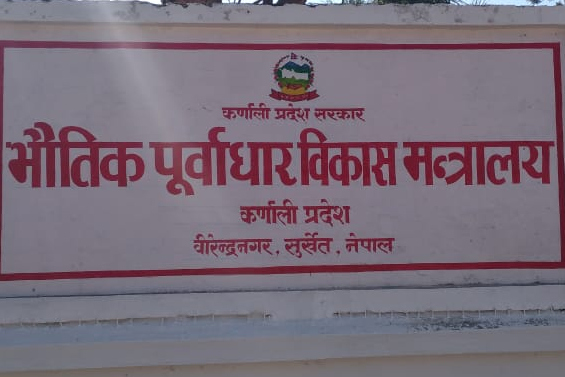 कर्णाली प्रदेश सरकार
भौतिक पूर्वाधार विकास मन्त्रालय
कर्णाली प्रदेश
वीरेन्द्रनगर, सुर्खेत, नेपाल